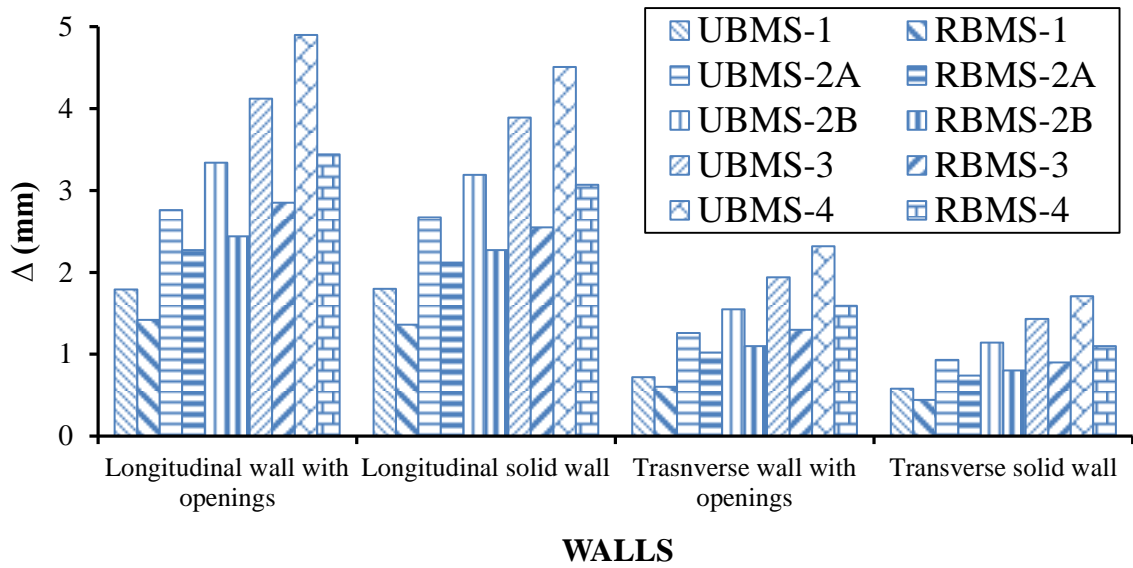 5
4
3
2
1
0
Δ (mm)
UBMS-1
RBMS-1
UBMS-2A
RBMS-2A
UBMS-2B
RBMS-2B
UBMS-3
RBMS-3
UBMS-4
RBMS-4
Longitudinal wall with
openings
Longitudinal solid wall
Trasnverse wall with
openings
Transverse solid wall
WALLS